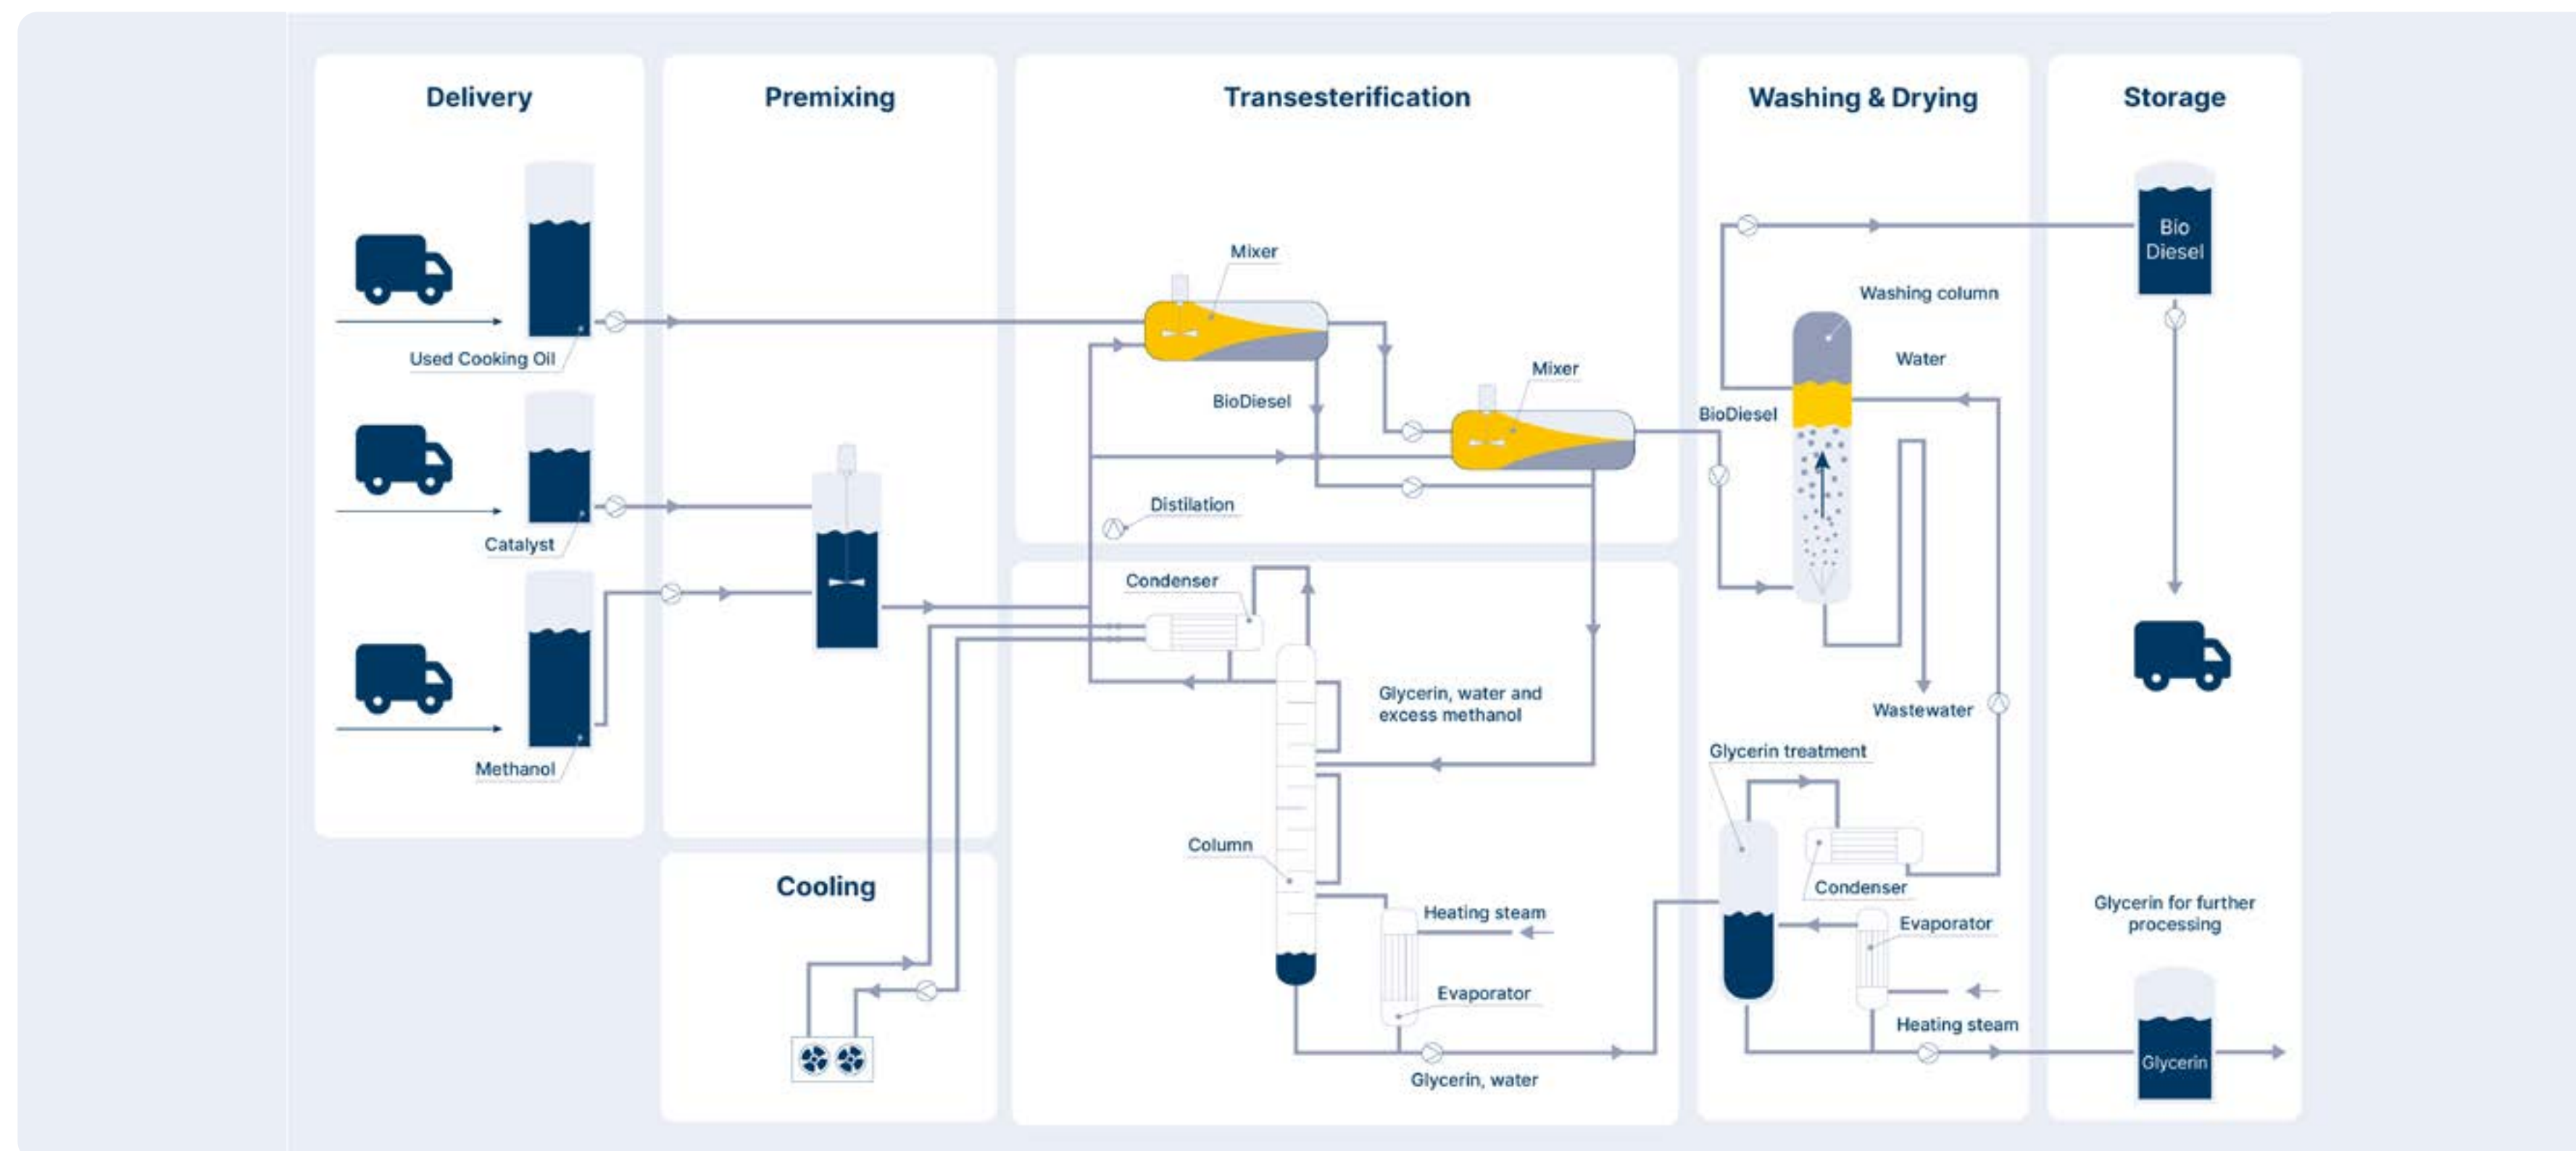 Delivery
Premixing
Transesterification
Washing & Drying
Storage
Used Cooking Oil
Catalyst
Methanol
Cooling
Mixer
Mixer
BioDiesel
Distilation
Condenser
Glycerin, water and
excess methanol
Column
Heating steam
Evaporator
Glycerin, water
Washing column
Water
BioDiesel
Wastewater
Glycerin treatment
Condenser
Evaporator
Heating steam
Bio
Diesel
Glycerin for further
processing
Glycerin